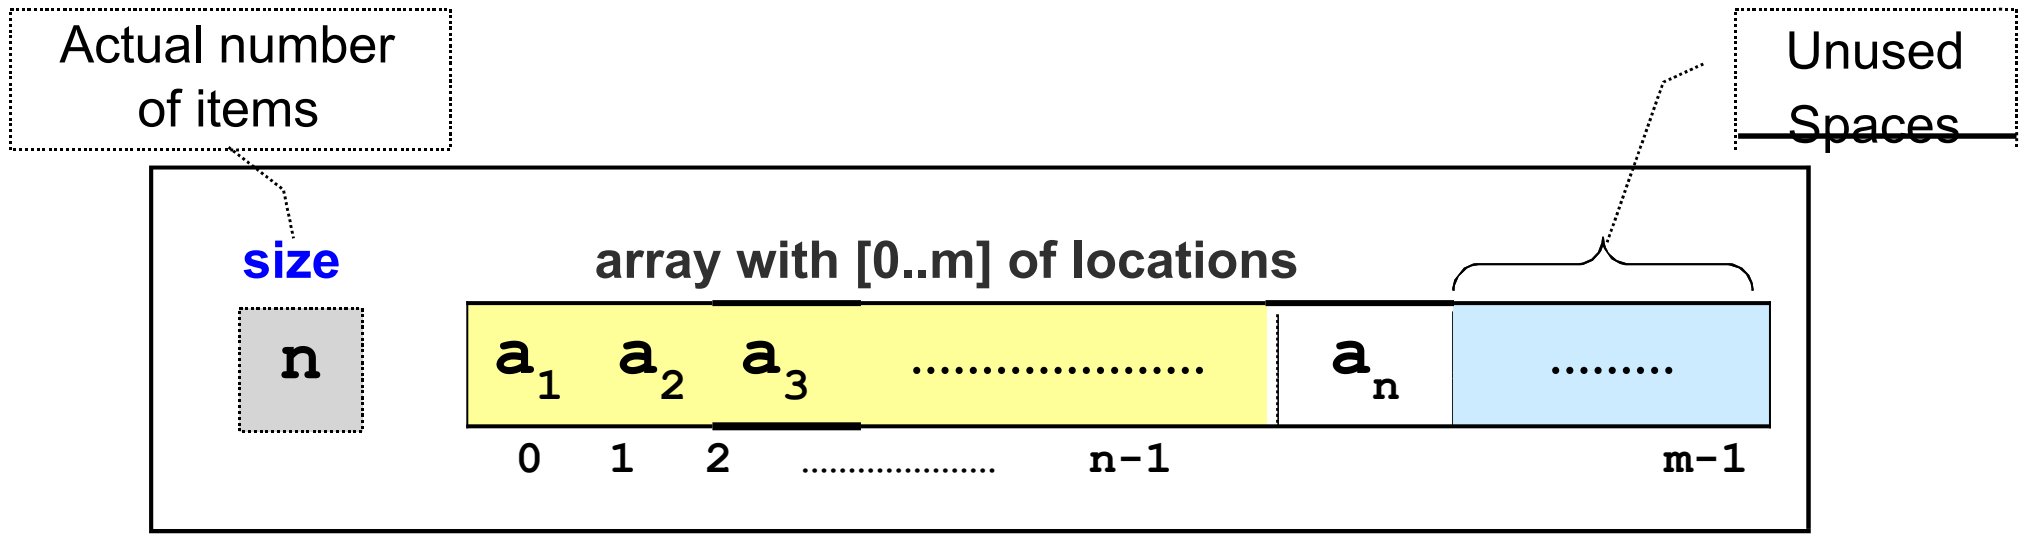 Actual number
of items
Unused
Spaces
size
array with [0..m] of locations
n
a1 a2 a3 ..................... an .........
0 1 2 ..................... n-1 m-1